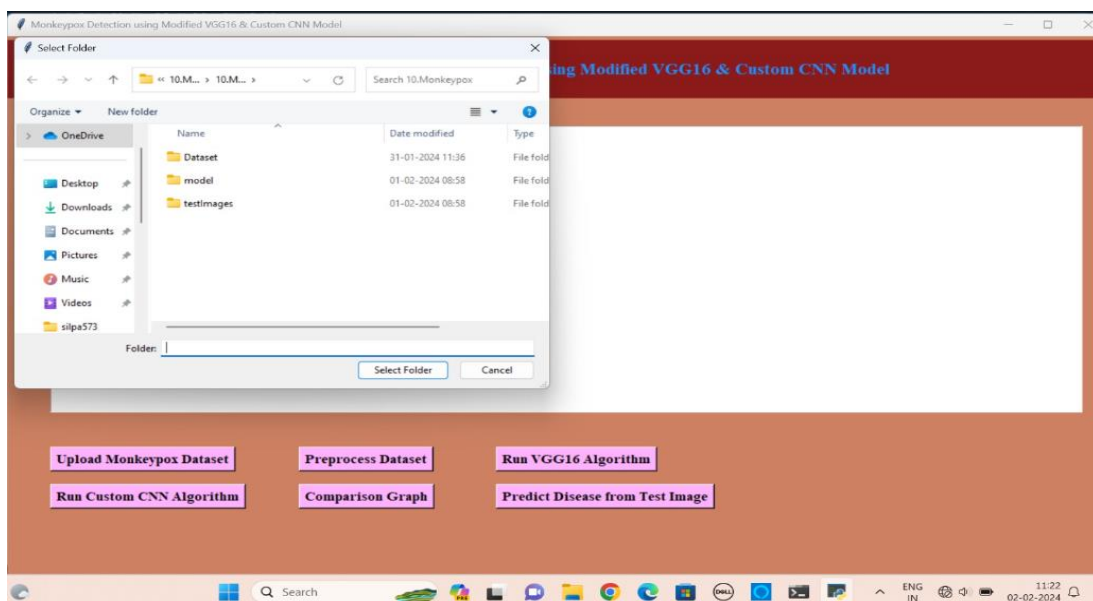 Monkeypox Detection using Modified VGG16 & Custom CNN Model
Select Folder
ing Modified VGG16 & Custom CNN Model
« 10.M... › 10.M... ›
Search 10.Monkeypox
Organize
New folder
OneDrive
Name
Date modified
Type
Dataset
31-01-2024 11:36
File fold
model
01-02-2024 08:58
File fold
testimages
01-02-2024 08:58
File fold
Desktop
Downloads
Documents
Pictures
Music
Videos
silpa573
Folder:
Select Folder
Cancel
Upload Monkeypox Dataset
Preprocess Dataset
Run VGG16 Algorithm
Run Custom CNN Algorithm
Comparison Graph
Predict Disease from Test Image
Search
DELL
ENG
IN
11:22
02-02-2024